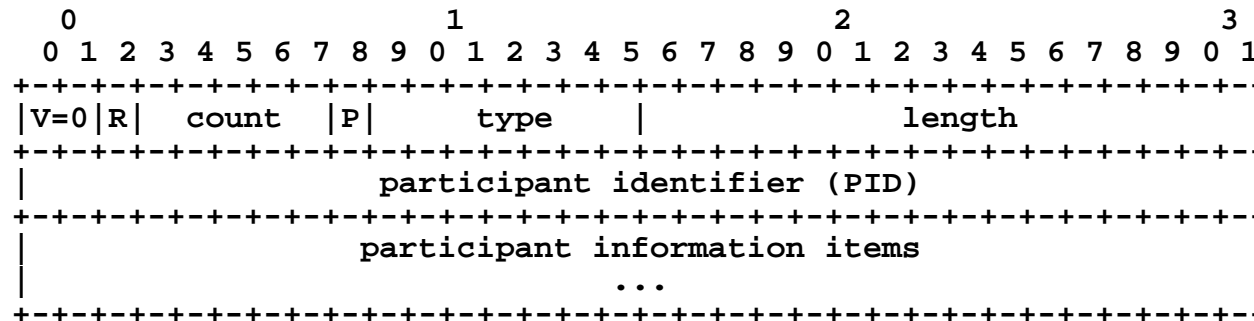 0 1 2 3
0 1 2 3 4 5 6 7 8 9 0 1 2 3 4 5 6 7 8 9 0 1 2 3 4 5 6 7 8 9 0 1
+-+-+-+-+-+-+-+-+-+-+-+-+-+-+-+-+-+-+-+-+-+-+-+-+-+-+-+-+-+-+-+-
|V=0|R| count |P| type | length
+-+-+-+-+-+-+-+-+-+-+-+-+-+-+-+-+-+-+-+-+-+-+-+-+-+-+-+-+-+-+-+-
| participant identifier (PID)
+-+-+-+-+-+-+-+-+-+-+-+-+-+-+-+-+-+-+-+-+-+-+-+-+-+-+-+-+-+-+-+-
| participant information items
| ...
+-+-+-+-+-+-+-+-+-+-+-+-+-+-+-+-+-+-+-+-+-+-+-+-+-+-+-+-+-+-+-+-